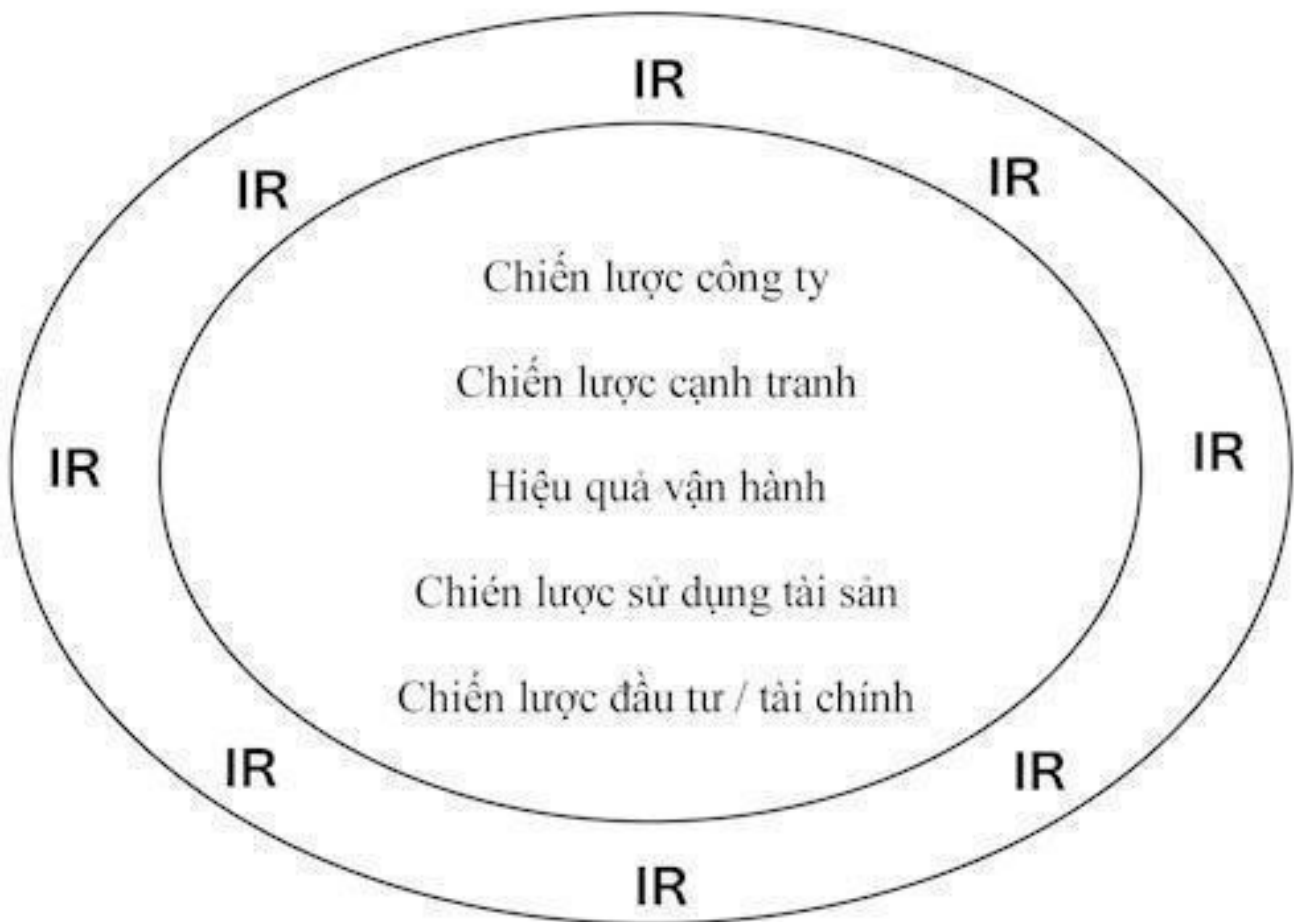 IR
IR
IR
Chiến lược công ty
Chiến lược cạnh tranh
IR
IR
Hiệu quả vận hành
Chién lược sử dụng tài sản
Chiến lược đầu tư / tài chính
IR
IR
IR